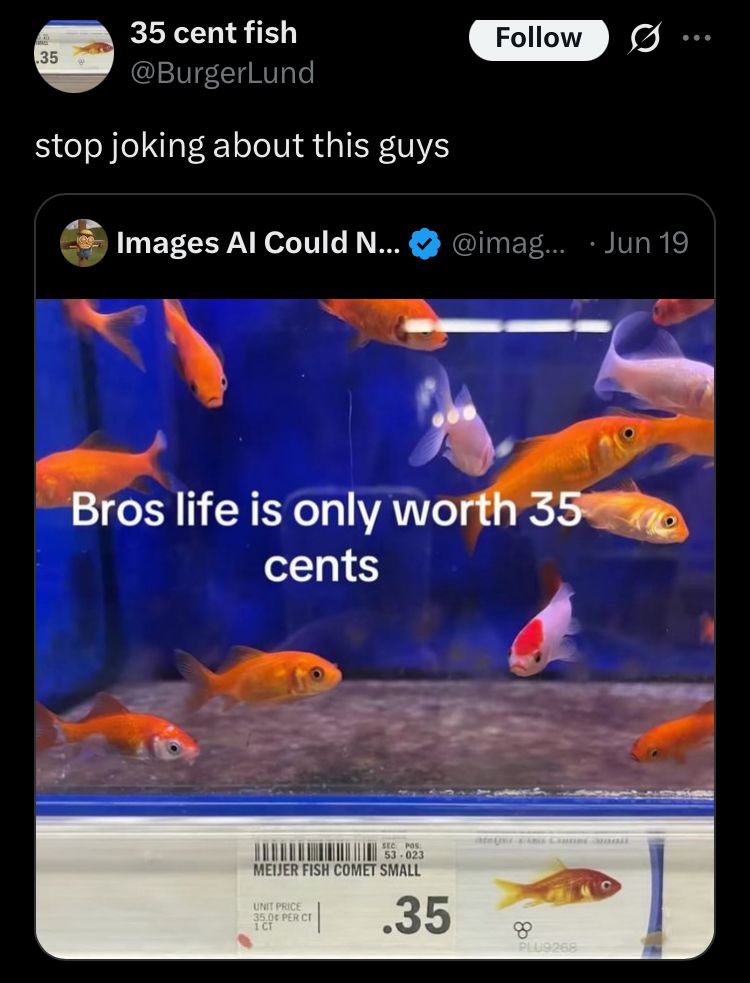 35 cent fish
Follow
@BurgerLund
stop joking about this guys
Images AI Could N... @imag... · Jun 19
Bros life is only worth 35
cents
SEC. POS.
53-023
MEIJER FISH COMET SMALL
UNIT PRICE
35.0¢ PER CT
1 CT
.35
PLU9268